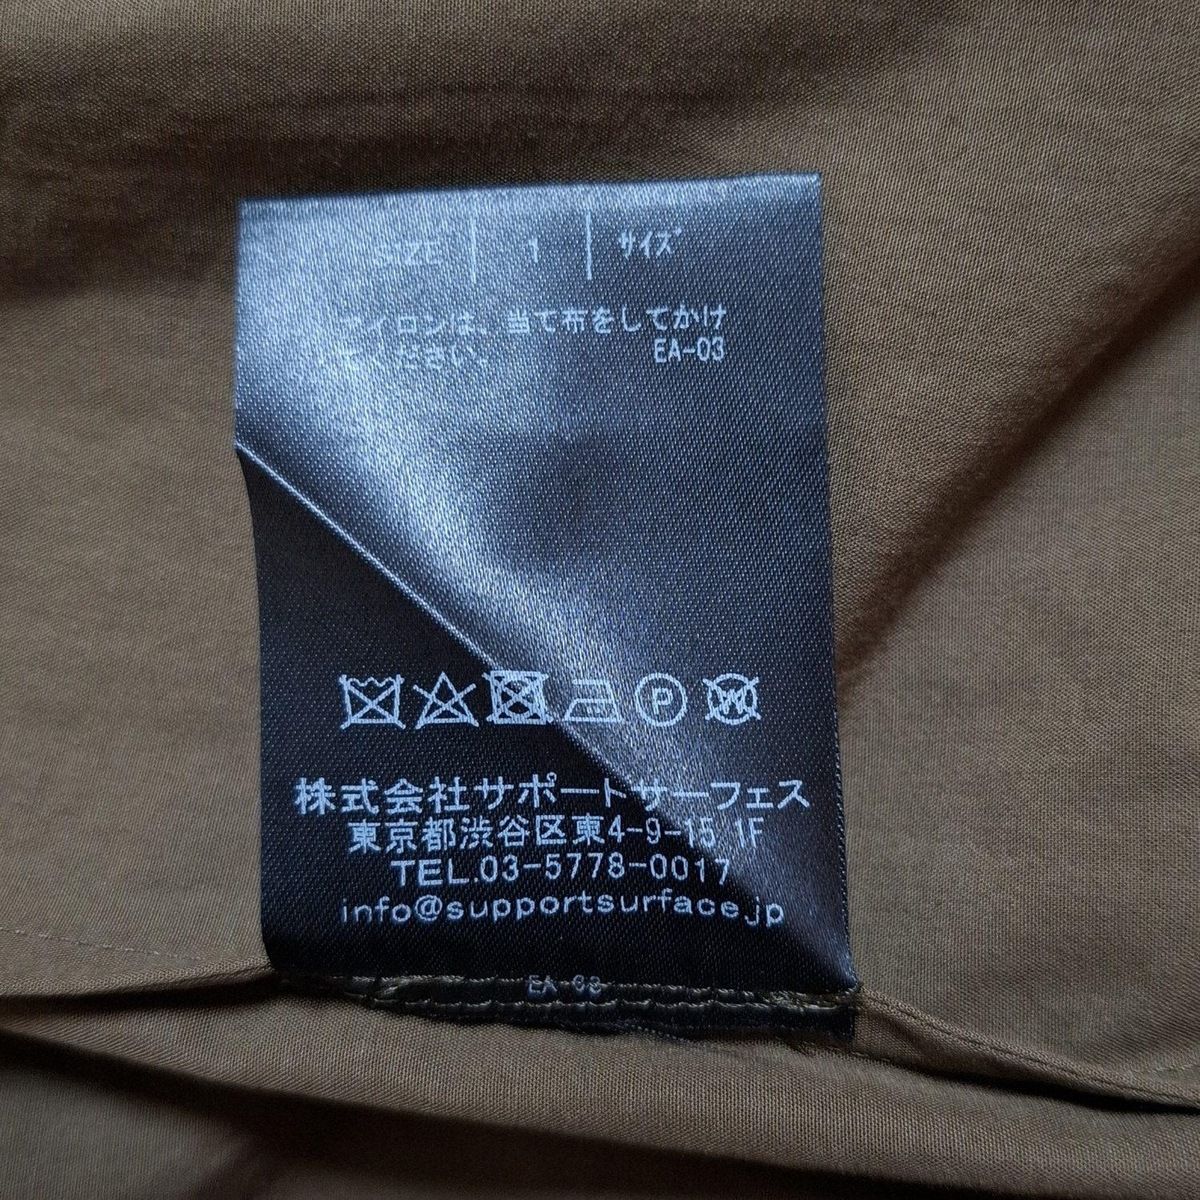 SIZE 1 サイズ
アイロンは、当て布をしてかけ
てください。 EA-03
P W
株式会社サポートサーフェス
東京都渋谷区東4-9-15 1F
TEL.03-5778-0017
info@supportsurface.jp
EA-03